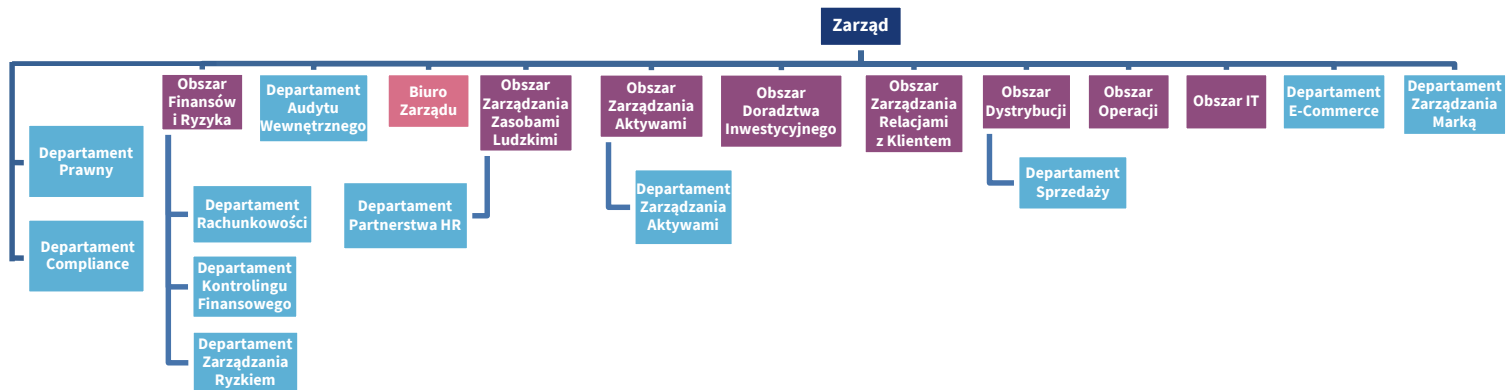 Zarząd
Obszar
Finansów
i Ryzyka
Departament
Audytu
Wewnętrznego
Biuro
Zarządu
Obszar
Zarządzania
Zasobami
Ludzkimi
Obszar
Zarządzania
Aktywami
Obszar
Doradztwa
Inwestycyjnego
Obszar
Zarządzania
Relacjami
z Klientem
Obszar
Dystrybucji
Obszar
Operacji
Obszar IT
Departament
E-Commerce
Departament
Zarządzania
Marką
Departament
Prawny
Departament
Compliance
Departament
Rachunkowości
Departament
Kontrolingu
Finansowego
Departament
Zarządzania
Ryzkiem
Departament
Partnerstwa HR
Departament
Zarządzania
Aktywami
Departament
Sprzedaży